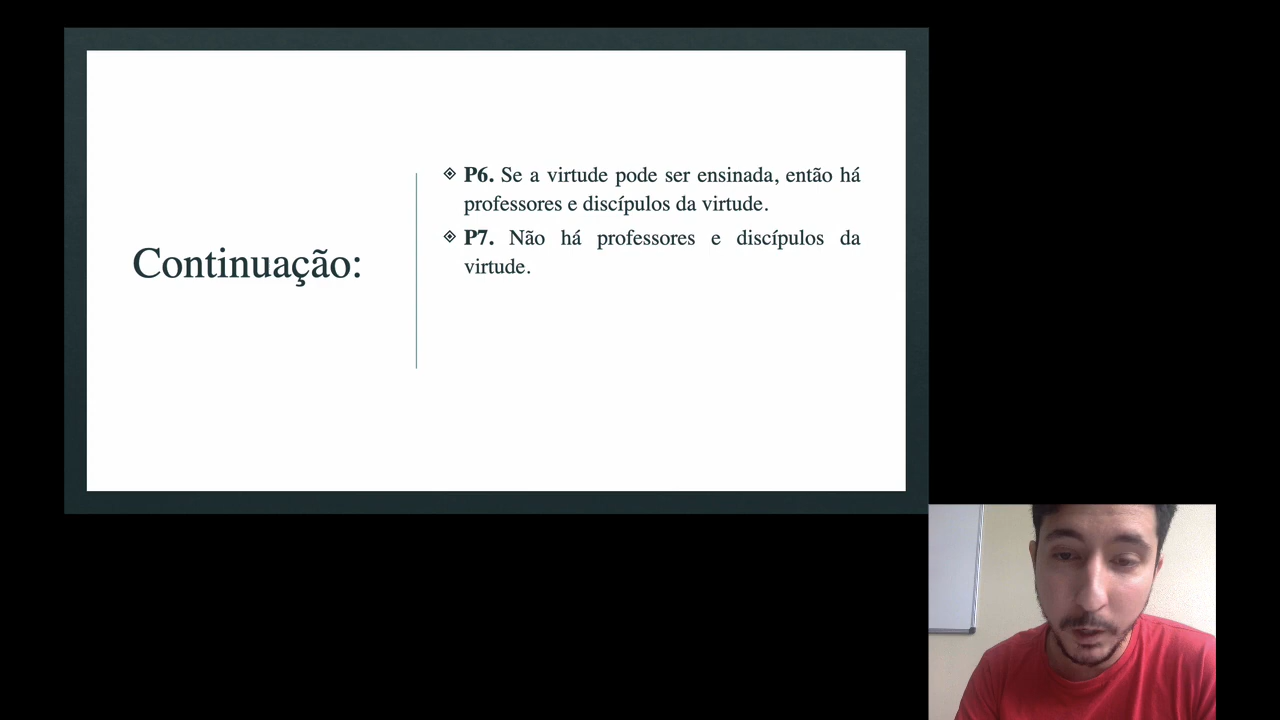 Continuação:
P6. Se a virtude pode ser ensinada, então há
professores e discípulos da virtude.
P7. Não há professores e discípulos da
virtude.